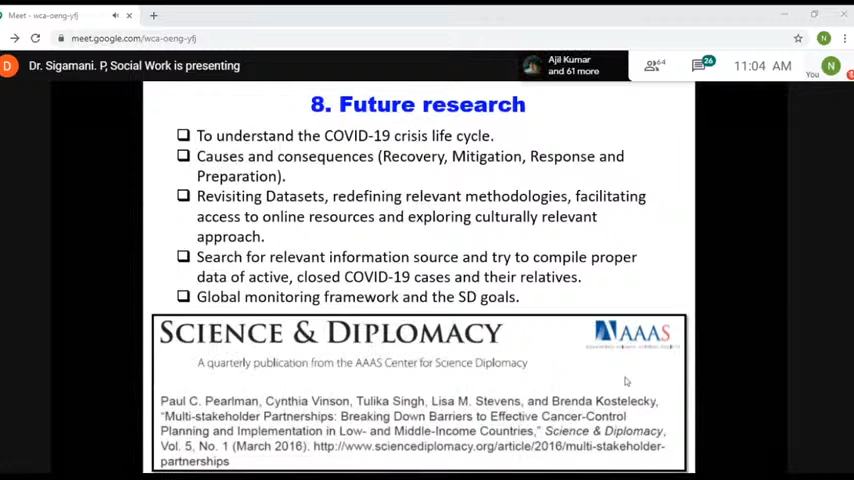 Meet - wca-oeng-yfj
meet.google.com/wca-oeng-yfj
D Dr. Sigamani. P, Social Work is presenting
Ajil Kumar
and 61 more
64
26
11:04 AM
You
N
N
8. Future research
To understand the COVID-19 crisis life cycle.
Causes and consequences (Recovery, Mitigation, Response and
Preparation).
Revisiting Datasets, redefining relevant methodologies, facilitating
access to online resources and exploring culturally relevant
approach.
Search for relevant information source and try to compile proper
data of active, closed COVID-19 cases and their relatives.
Global monitoring framework and the SD goals.
SCIENCE & DIPLOMACY
AAAS
A quarterly publication from the AAAS Center for Science Diplomacy
Paul C. Pearlman, Cynthia Vinson, Tulika Singh, Lisa M. Stevens, and Brenda Kostelecky,
“Multi-stakeholder Partnerships: Breaking Down Barriers to Effective Cancer-Control
Planning and Implementation in Low- and Middle-Income Countries,” Science & Diplomacy,
Vol. 5, No. 1 (March 2016). http://www.sciencediplomacy.org/article/2016/multi-stakeholder-
partnerships